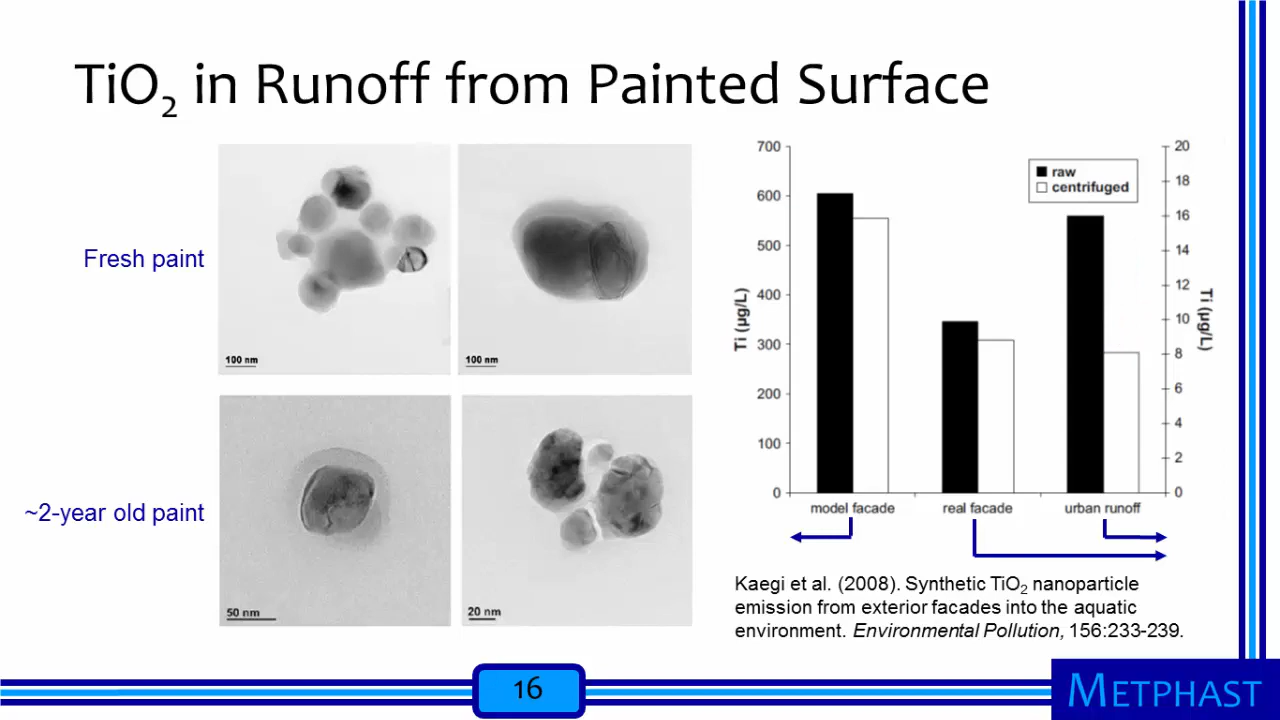 TiO₂ in Runoff from Painted Surface
Fresh paint
100 nm
100 nm
~2-year old paint
50 nm
20 nm
raw
centrifuged
700
600
500
400
300
200
100
0
Ti (µg/L)
20
18
16
14
12
10
8
6
4
2
0
Ti (µg/L)
model facade
real facade
urban runoff
Kaegi et al. (2008). Synthetic TiO₂ nanoparticle
emission from exterior facades into the aquatic
environment. Environmental Pollution, 156:233-239.
16
METPHAST